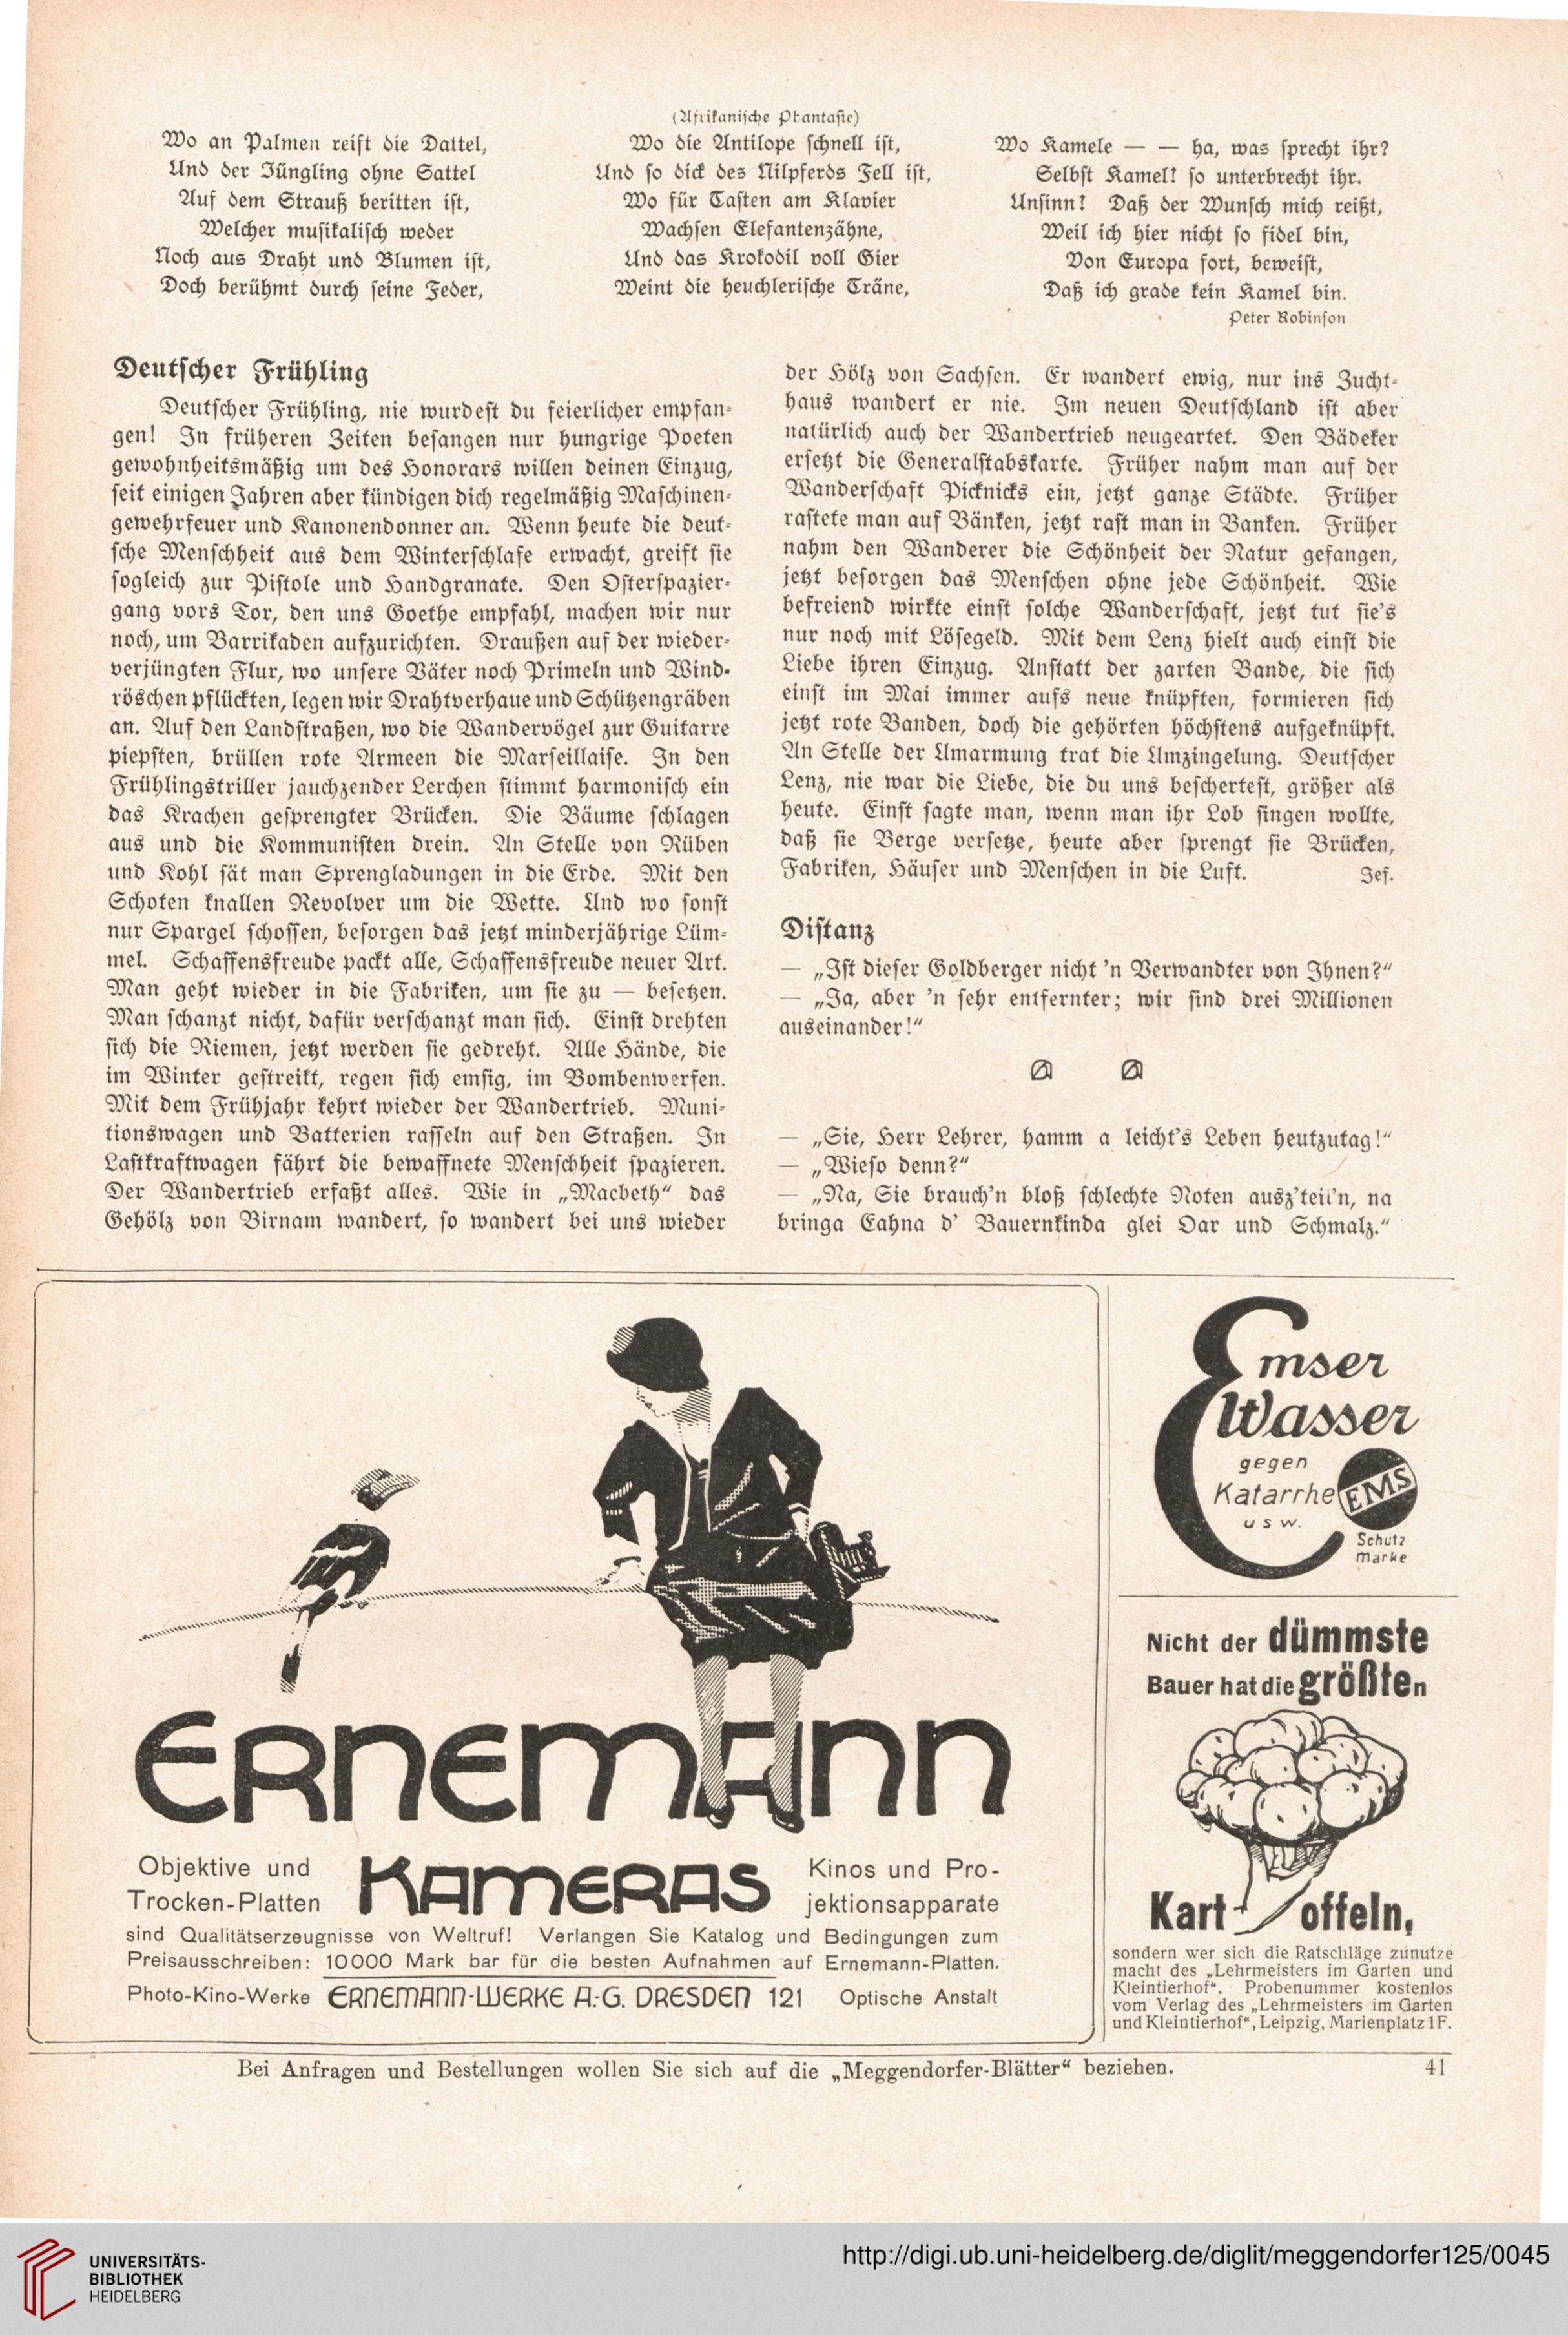 (Afrikanische Phantasie)
Wo an Palmen reift die Dattel,
Und der Jüngling ohne Sattel
Auf dem Strauß beritten ist,
Welcher musikalisch weder
Noch aus Draht und Blumen ist,
Doch berühmt durch seine Feder,
Wo die Antilope schnell ist,
Und so dick des Nilpferds Fell ist,
Wo für Tasten am Klavier
Wachsen Elefantenzähne,
Und das Krokodil voll Gier
Weint die heuchlerische Träne,
Wo Kamele — — ha, was sprecht ihr?
Selbst Kamel! so unterbrecht ihr.
Unsinn! Daß der Wunsch mich reißt,
Weil ich hier nicht so fidel bin,
Von Europa fort, beweist,
Daß ich grade kein Kamel bin.
Peter Robinson
Deutscher Frühling
Deutscher Frühling, nie wurdest du feierlicher empfan-
gen! In früheren Zeiten besangen nur hungrige Poeten
gewohnheitsmäßig um des Honorars willen deinen Einzug,
seit einigen Jahren aber kündigen dich regelmäßig Maschinen-
gewehrfeuer und Kanonendonner an. Wenn heute die deut-
sche Menschheit aus dem Winterschlafe erwacht, greift sie
sogleich zur Pistole und Handgranate. Den Osterspazier-
gang vors Tor, den uns Goethe empfahl, machen wir nur
noch, um Barrikaden aufzurichten. Draußen auf der wieder-
verjüngten Flur, wo unsere Väter noch Primeln und Wind-
röschen pflückten, legen wir Drahtverhaue und Schützengräben
an. Auf den Landstraßen, wo die Wandervögel zur Guitarre
piepsten, brüllen rote Armeen die Marseillaise. In den
Frühlingstriller jauchzender Lerchen stimmt harmonisch ein
das Krachen gesprengter Brücken. Die Bäume schlagen
aus und die Kommunisten drein. An Stelle von Rüben
und Kohl sät man Sprengladungen in die Erde. Mit den
Schoten knallen Revolver um die Wette. Und wo sonst
nur Spargel schossen, besorgen das jetzt minderjährige Lüm-
mel. Schaffensfreude packt alle, Schaffensfreude neuer Art.
Man geht wieder in die Fabriken, um sie zu — besetzen.
Man schanzt nicht, dafür verschanzt man sich. Einst drehten
sich die Riemen, jetzt werden sie gedreht. Alle Hände, die
im Winter gestreikt, regen sich emsig, im Bombenwerfen.
Mit dem Frühjahr kehrt wieder der Wandertrieb. Muni-
tionswagen und Batterien rasseln auf den Straßen. In
Lastkraftwagen fährt die bewaffnete Menschheit spazieren.
Der Wandertrieb erfaßt alles. Wie in „Macbeth“ das
Gehölz von Birnam wandert, so wandert bei uns wieder
der Hölz von Sachsen. Er wandert ewig, nur ins Zucht-
haus wandert er nie. Im neuen Deutschland ist aber
natürlich auch der Wandertrieb neugeartet. Den Bädeker
ersetzt die Generalstabskarte. Früher nahm man auf der
Wanderschaft Picknicks ein, jetzt ganze Städte. Früher
rastete man auf Bänken, jetzt rast man in Banken. Früher
nahm den Wanderer die Schönheit der Natur gefangen,
jetzt besorgen das Menschen ohne jede Schönheit. Wie
befreiend wirkte einst solche Wanderschaft, jetzt tut sie's
nur noch mit Lösegeld. Mit dem Lenz hielt auch einst die
Liebe ihren Einzug. Anstatt der zarten Bande, die sich
einst im Mai immer aufs neue knüpften, formieren sich
jetzt rote Banden, doch die gehörten höchstens aufgeknüpft.
An Stelle der Umarmung trat die Umzingelung. Deutscher
Lenz, nie war die Liebe, die du uns beschertest, größer als
heute. Einst sagte man, wenn man ihr Lob singen wollte,
daß sie Berge versetze, heute aber sprengt sie Brücken,
Fabriken, Häuser und Menschen in die Luft. Jef.
Distanz
— „Ist dieser Goldberger nicht 'n Verwandter von Ihnen?“
— „Ja, aber 'n sehr entfernter; wir sind drei Millionen
auseinander!“
— „Sie, Herr Lehrer, hamm a leicht's Leben heutzutag!“
— „Wieso denn?“
— „Na, Sie brauch'n bloß schlechte Noten ausz'teil'n, na
bringa Eahna d' Bauernkinda glei Oar und Schmalz.“
ERNEMANN
Objektive und
Trocken-Platten
KAMERAS
Kinos und Pro-
jektionsapparate
sind Qualitätserzeugnisse von Weltruf! Verlangen Sie Katalog und Bedingungen zum
Preisausschreiben: 10000 Mark bar für die besten Aufnahmen auf Ernemann-Platten.
Photo-Kino-Werke ERNEMANN-WERKE A.-G. DRESDEN 121 Optische Anstalt
Emser
Wasser
gegen
Katarrhe
usw.
EMS
Schutz
marke
Nicht der dümmste
Bauer hat die größten
Kartoffeln,
sondern wer sich die Ratschläge zunutze
macht des „Lehrmeisters im Garten und
Kleintierhof“. Probenummer kostenlos
vom Verlag des „Lehrmeisters im Garten
und Kleintierhof“, Leipzig, Marienplatz 1F.
Bei Anfragen und Bestellungen wollen Sie sich auf die „Meggendorfer-Blätter“ beziehen. 41
UNIVERSITÄTS-
BIBLIOTHEK
HEIDELBERG
http://digi.ub.uni-heidelberg.de/diglit/meggendorfer125/0045